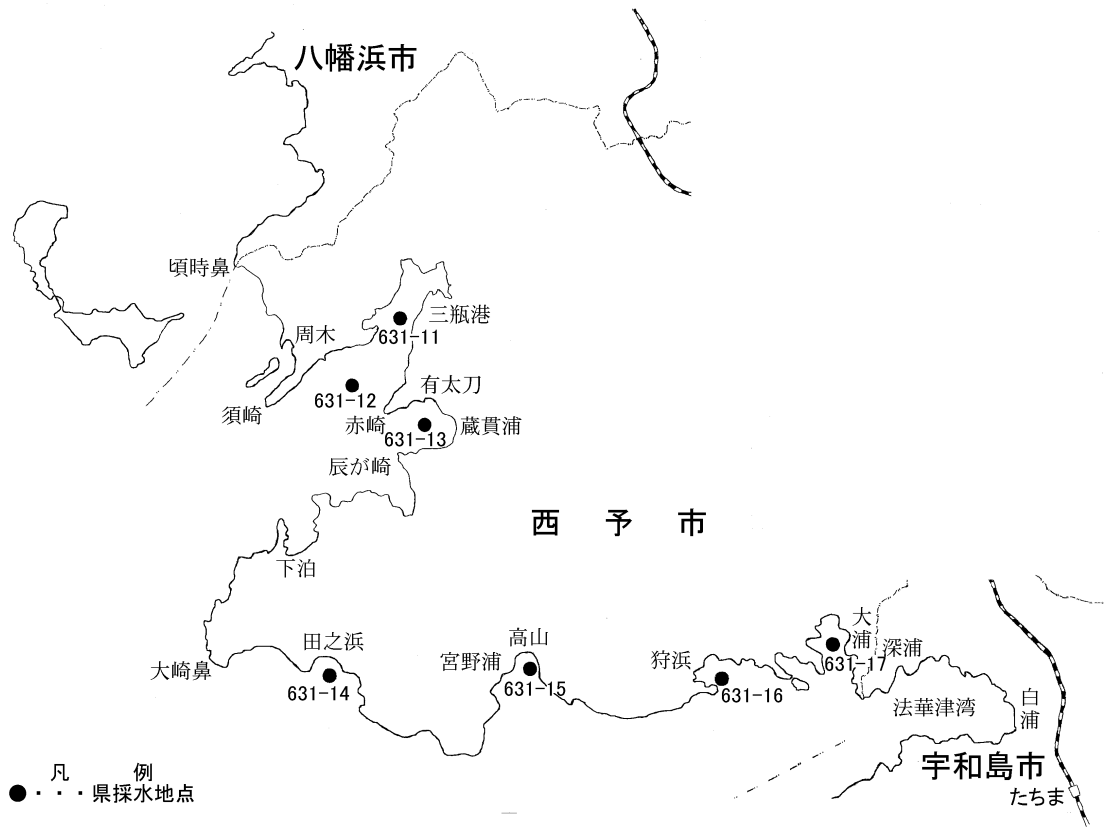 八幡浜市
頃時鼻
三瓶港
周木
631-11
有太刀
631-12
須崎
赤崎
蔵貫浦
631-13
辰が崎
西予市
下泊
大浦
田之浜
高山
深浦
大崎鼻
宮野浦
狩浜
631-17
631-14
631-15
631-16
法華津湾
白浦
宇和島市
凡例
●・・・県採水地点
たちま